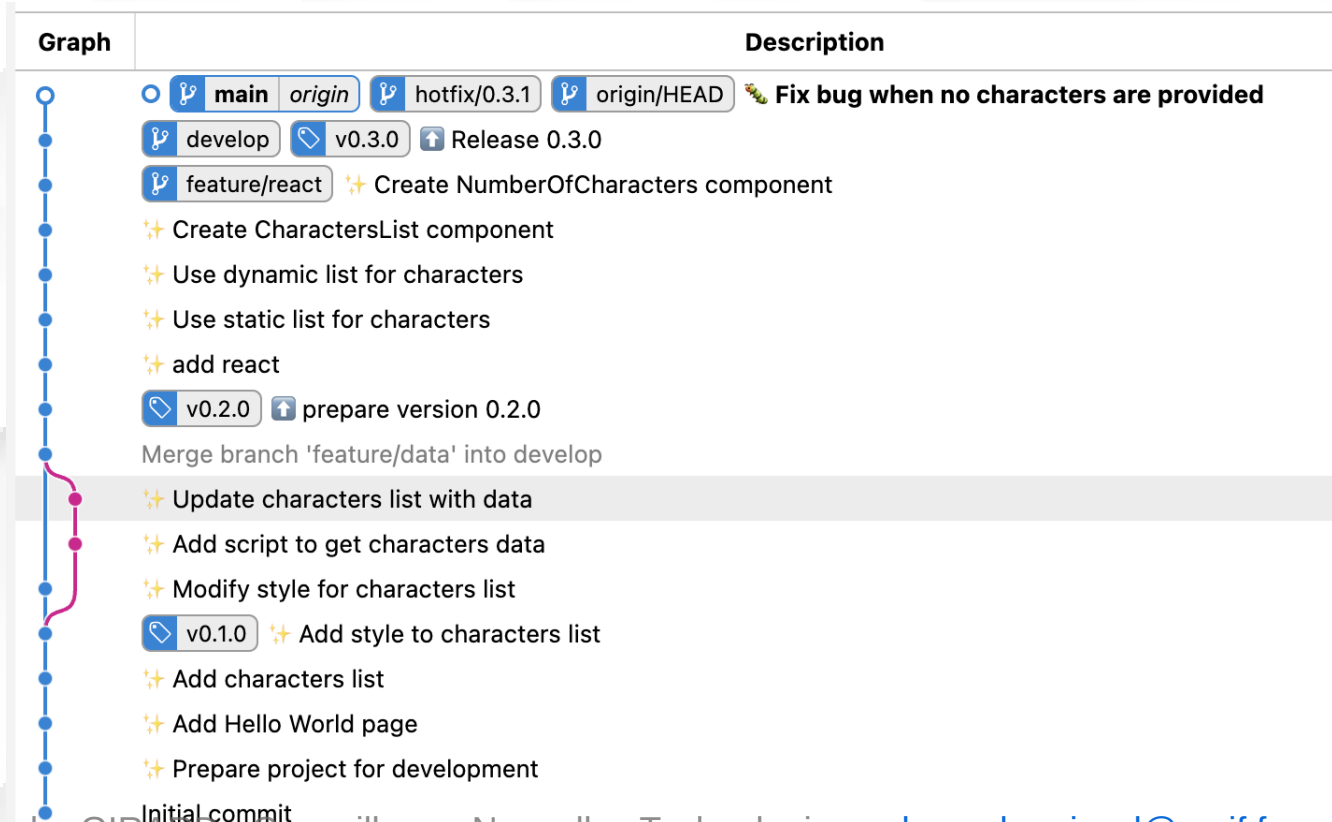 Graph Description
main origin hotfix/0.3.1 origin/HEAD 🐛 Fix bug when no characters are provided
develop v0.3.0 ⬆️ Release 0.3.0
feature/react ✨ Create NumberOfCharacters component
✨ Create CharactersList component
✨ Use dynamic list for characters
✨ Use static list for characters
✨ add react
v0.2.0 ⬆️ prepare version 0.2.0
Merge branch 'feature/data' into develop
✨ Update characters list with data
✨ Add script to get characters data
✨ Modify style for characters list
v0.1.0 ✨ Add style to characters list
✨ Add characters list
✨ Add Hello World page
✨ Prepare project for development
Initial commit